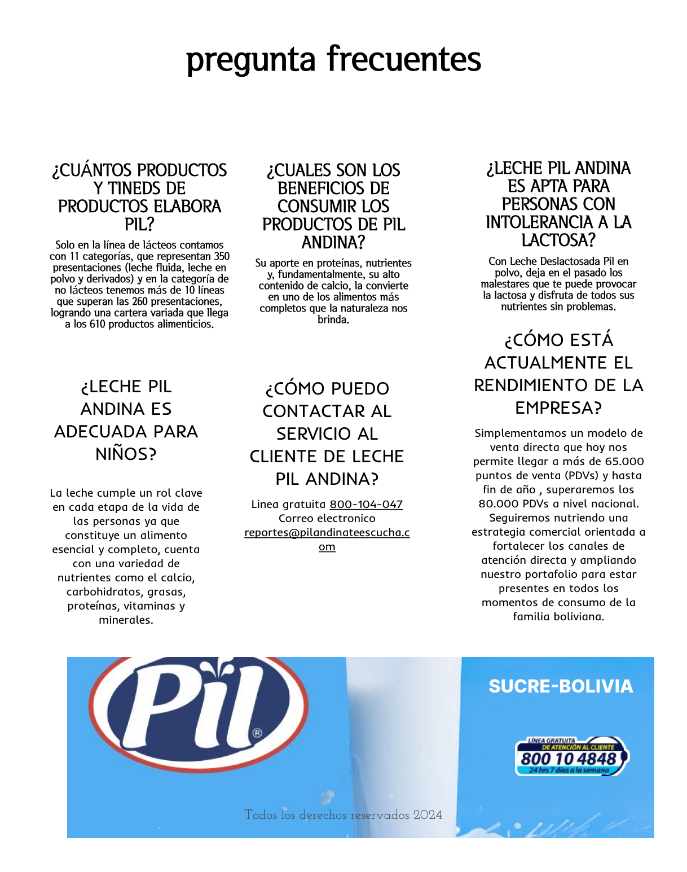 pregunta frecuentes
¿CUÁNTOS PRODUCTOS
Y TINEDS DE
PRODUCTOS ELABORA
PIL?
Solo en la línea de lácteos contamos
con 11 categorías, que representan 350
presentaciones (leche fluida, leche en
polvo y derivados) y en la categoría de
no lácteos tenemos más de 10 líneas
que superan las 260 presentaciones,
logrando una cartera variada que llega
a los 610 productos alimenticios.
¿CUALES SON LOS
BENEFICIOS DE
CONSUMIR LOS
PRODUCTOS DE PIL
ANDINA?
Su aporte en proteínas, nutrientes
y, fundamentalmente, su alto
contenido de calcio, la convierte
en uno de los alimentos más
completos que la naturaleza nos
brinda.
¿LECHE PIL ANDINA
ES APTA PARA
PERSONAS CON
INTOLERANCIA A LA
LACTOSA?
Con Leche Deslactosada Pil en
polvo, deja en el pasado los
malestares que te puede provocar
la lactosa y disfruta de todos sus
nutrientes sin problemas.
¿LECHE PIL
ANDINA ES
ADECUADA PARA
NIÑOS?
La leche cumple un rol clave
en cada etapa de la vida de
las personas ya que
constituye un alimento
esencial y completo, cuenta
con una variedad de
nutrientes como el calcio,
carbohidratos, grasas,
proteínas, vitaminas y
minerales.
¿CÓMO PUEDO
CONTACTAR AL
SERVICIO AL
CLIENTE DE LECHE
PIL ANDINA?
Línea gratuita 800-104-047
Correo electronico
reportes@pilandinateescucha.c
om
¿CÓMO ESTÁ
ACTUALMENTE EL
RENDIMIENTO DE LA
EMPRESA?
Simplementamos un modelo de
venta directa que hoy nos
permite llegar a más de 65.000
puntos de venta (PDVs) y hasta
fin de año , superaremos los
80.000 PDVs a nivel nacional.
Seguiremos nutriendo una
estrategia comercial orientada a
fortalecer los canales de
atención directa y ampliando
nuestro portafolio para estar
presentes en todos los
momentos de consumo de la
familia boliviana.
Pil®
SUCRE-BOLIVIA
LÍNEA GRATUITA
DE ATENCIÓN AL CLIENTE
800 10 4848
24 hrs 7 días a la semana
Todos los derechos reservados 2024